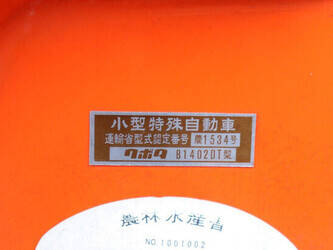 小型特殊自動車
運輸省型式認定番号 農1534号
クボタ B1402DT型
農林水産省
NO.1001002